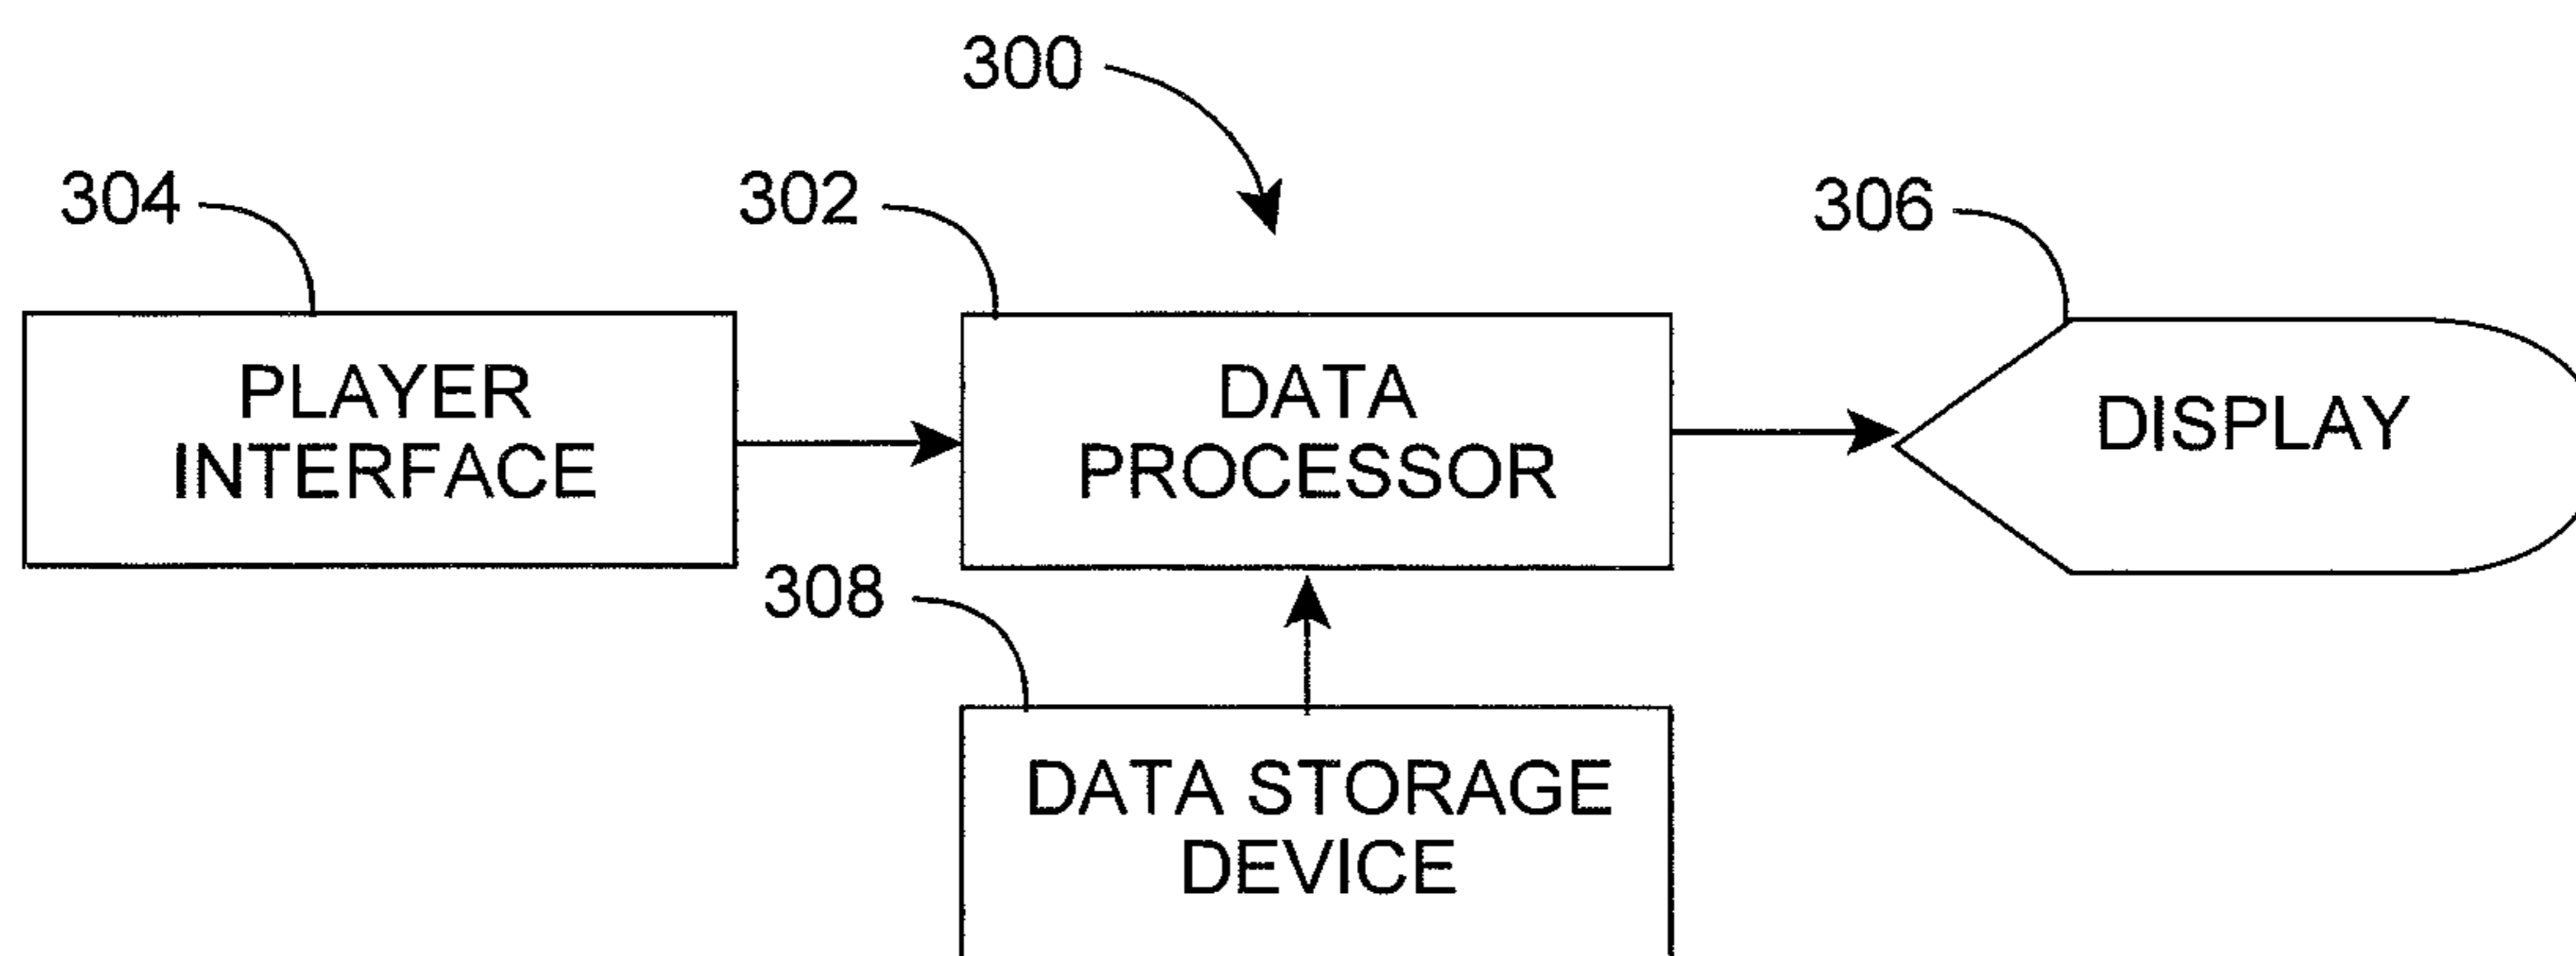 300
304
302
306
PLAYER
INTERFACE
DATA
PROCESSOR
DISPLAY
308
DATA STORAGE
DEVICE